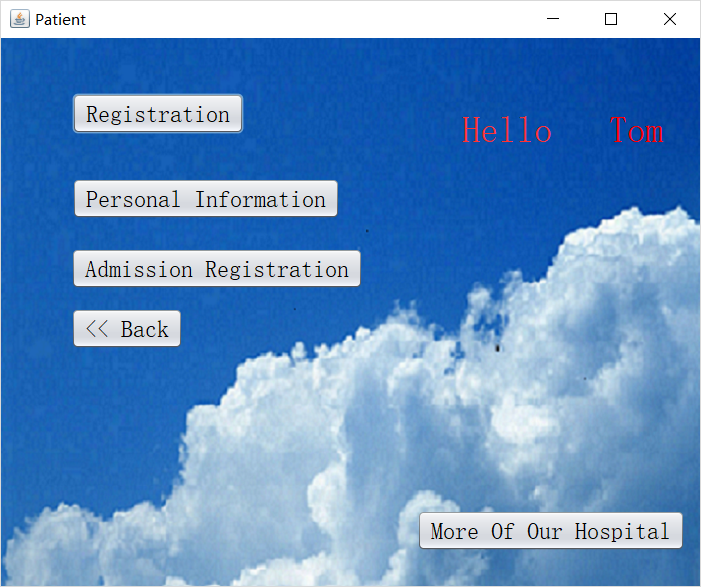 Patient
Registration
Hello Tom
Personal Information
Admission Registration
<< Back
More Of Our Hospital